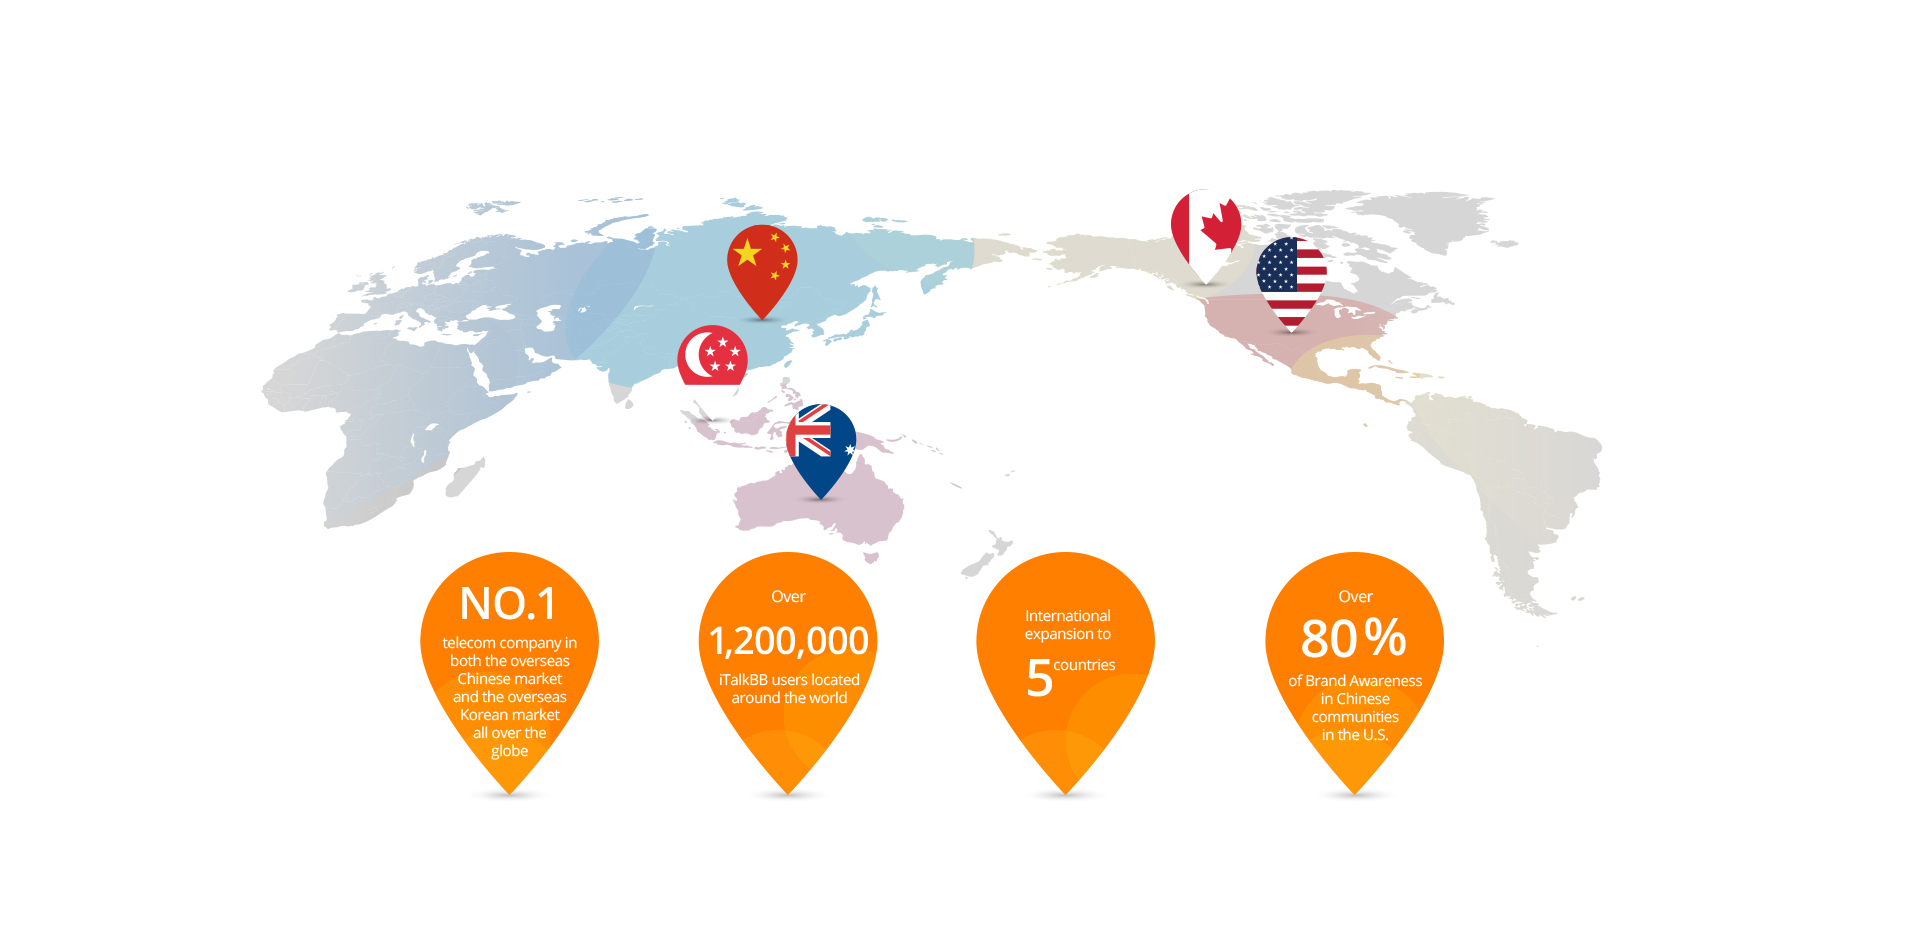 NO.1
telecom company in
both the overseas
Chinese market
and the overseas
Korean market
all over the
globe
Over
1,200,000
iTalkBB users located
around the world
International
expansion to
5 countries
Over
80%
of Brand Awareness
in Chinese
communities
in the U.S.